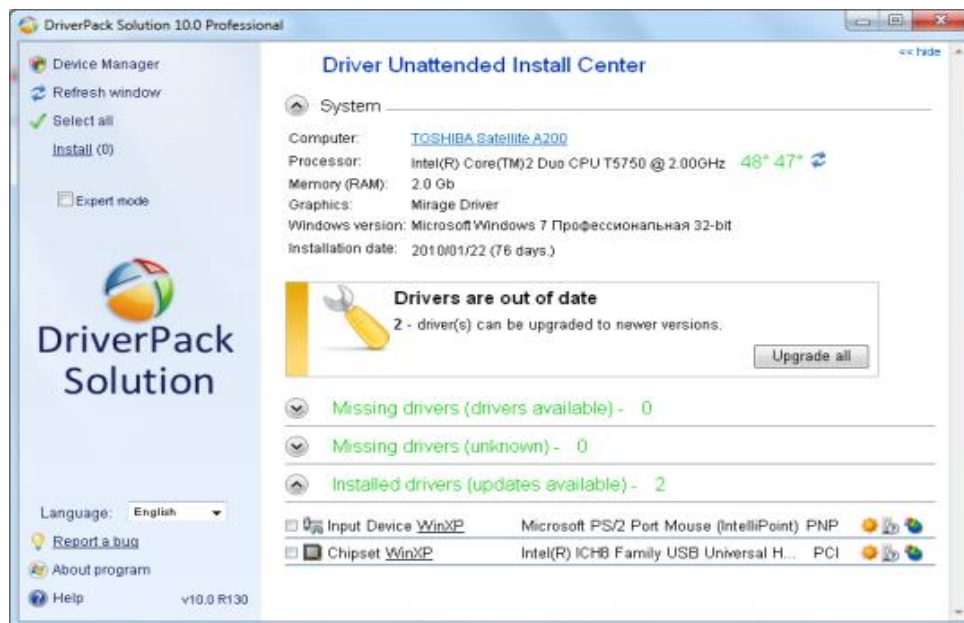 DriverPack Solution 10.0 Professional
<< hide
Device Manager
Refresh window
Select all
Install (0)
Expert mode
DriverPack
Solution
Language: English
Report a bug
About program
Help v10.0 R130
Driver Unattended Install Center
System
Computer: TOSHIBA Satellite A200
Processor: Intel(R) Core(TM)2 Duo CPU T5750 @ 2.00GHz 48° 47°
Memory (RAM): 2.0 Gb
Graphics: Mirage Driver
Windows version: Microsoft Windows 7 Профессиональная 32-bit
Installation date: 2010/01/22 (76 days.)
Drivers are out of date
2 - driver(s) can be upgraded to newer versions.
Upgrade all
Missing drivers (drivers available) - 0
Missing drivers (unknown) - 0
Installed drivers (updates available) - 2
Input Device WinXP Microsoft PS/2 Port Mouse (IntelliPoint) PNP
Chipset WinXP Intel(R) ICH8 Family USB Universal H... PCI